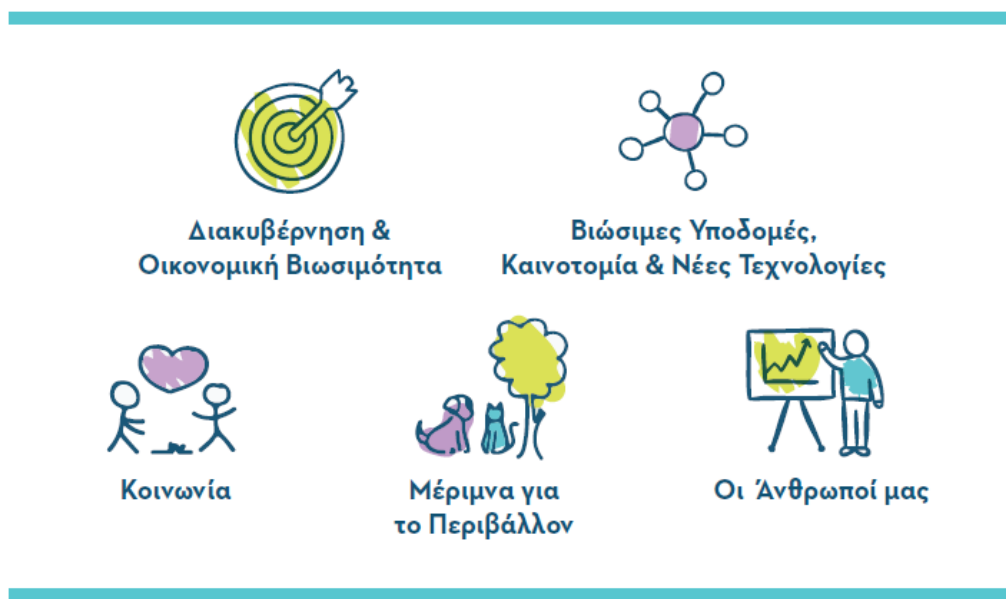 Διακυβέρνηση &
Οικονομική Βιωσιμότητα
Βιώσιμες Υποδομές,
Καινοτομία & Νέες Τεχνολογίες
Κοινωνία
Μέριμνα για
το Περιβάλλον
Οι Άνθρωποί μας